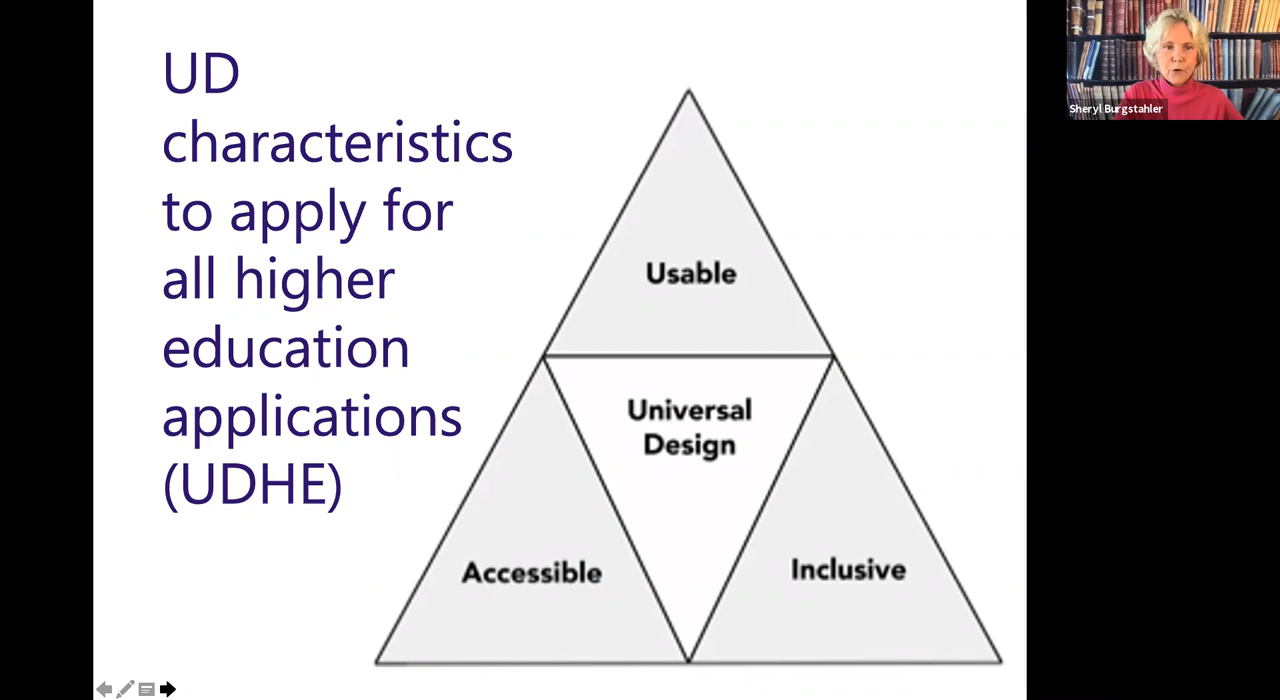 UD
characteristics
to apply for
all higher
education
applications
(UDHE)
Usable
Universal
Design
Accessible
Inclusive
Sheryl Burgstahler